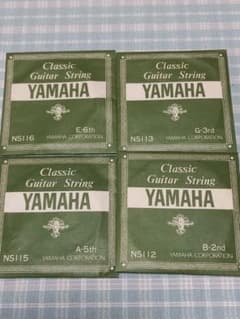 Classic
Guitar String
YAMAHA
E-6th
NS116 YAMAHA CORPORATION
Classic
Guitar String
YAMAHA
G-3rd
NS113 YAMAHA CORPORATION
Classic
Guitar String
YAMAHA
A-5th
NS115 YAMAHA CORPORATION
Classic
Guitar String
YAMAHA
B-2nd
NS112 YAMAHA CORPORATION